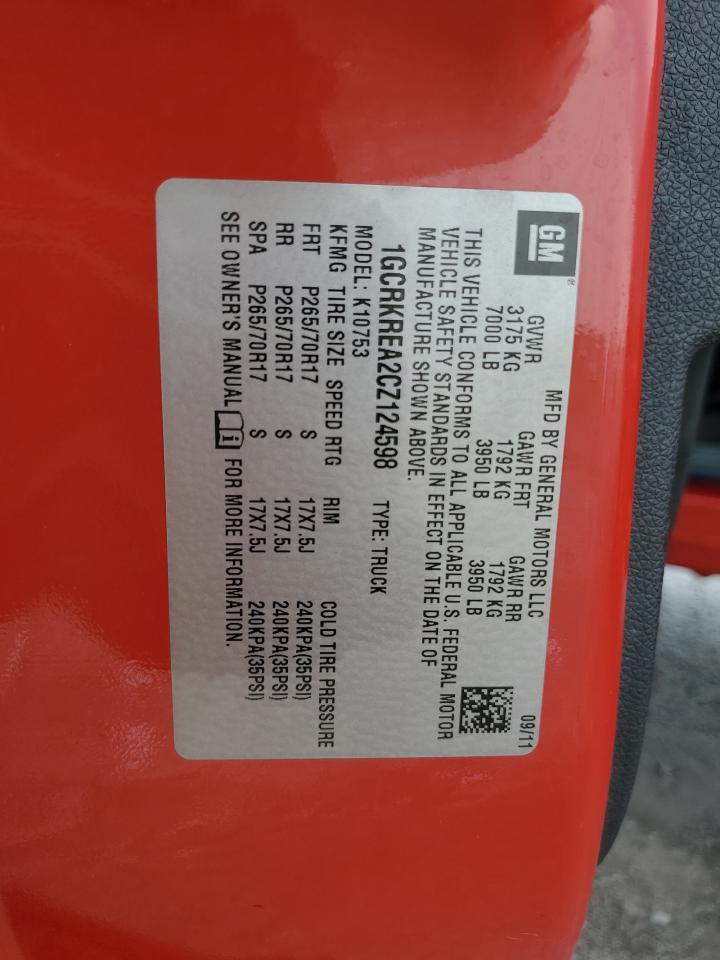 GM®
MFD BY GENERAL MOTORS LLC 09/11
GVWR GAWR FRT GAWR RR
3175 KG 1792 KG 1792 KG
7000 LB 3950 LB 3950 LB
THIS VEHICLE CONFORMS TO ALL APPLICABLE U.S. FEDERAL MOTOR
VEHICLE SAFETY STANDARDS IN EFFECT ON THE DATE OF
MANUFACTURE SHOWN ABOVE.
1GCRKREA2CZ124598 TYPE: TRUCK
MODEL: K10753
KFMG TIRE SIZE SPEED RTG RIM COLD TIRE PRESSURE
FRT P265/70R17 S 17X7.5J 240KPA(35PSI)
RR P265/70R17 S 17X7.5J 240KPA(35PSI)
SPA P265/70R17 S 17X7.5J 240KPA(35PSI)
SEE OWNER'S MANUAL i FOR MORE INFORMATION.